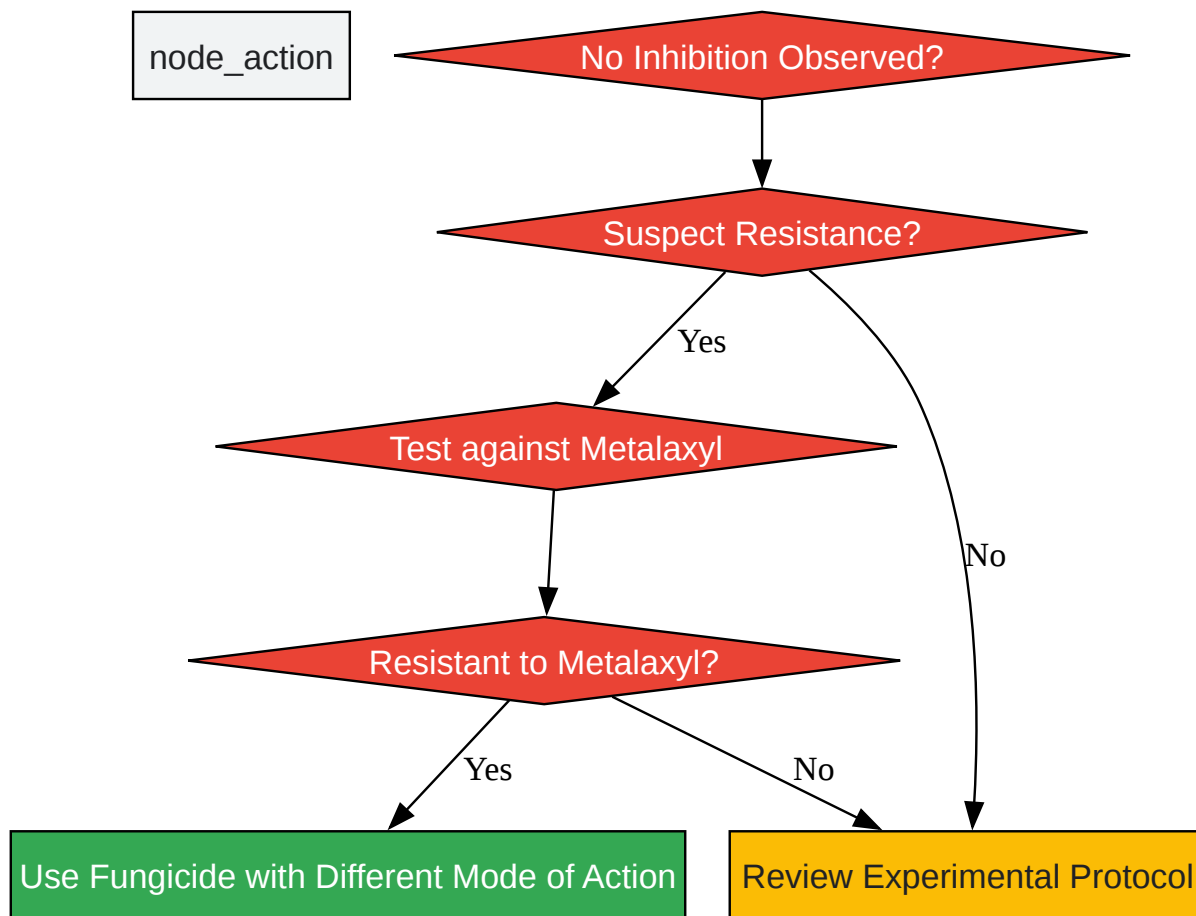 node_action
No Inhibition Observed?
Suspect Resistance?
Yes
Test against Metalaxyl
No
Resistant to Metalaxyl?
Yes
No
Use Fungicide with Different Mode of Action
Review Experimental Protocol